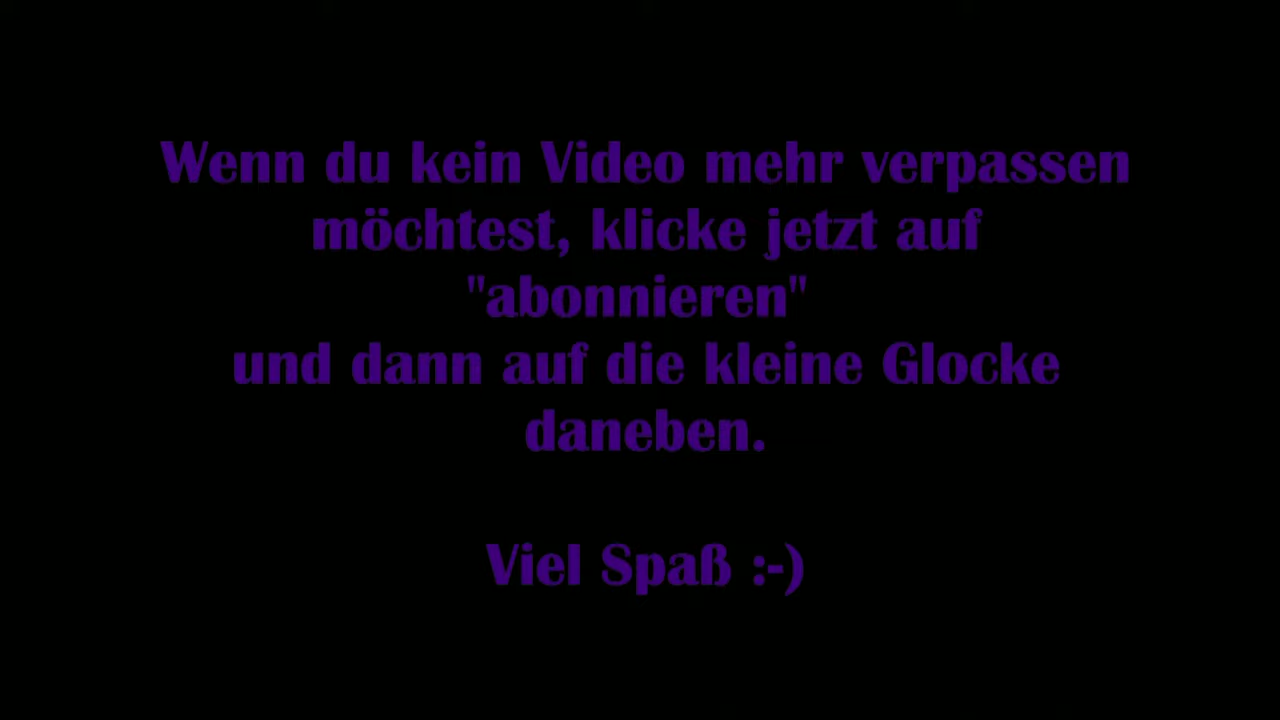 Wenn du kein Video mehr verpassen
möchtest, klicke jetzt auf
"abonnieren"
und dann auf die kleine Glocke
daneben.
Viel Spaß :-)